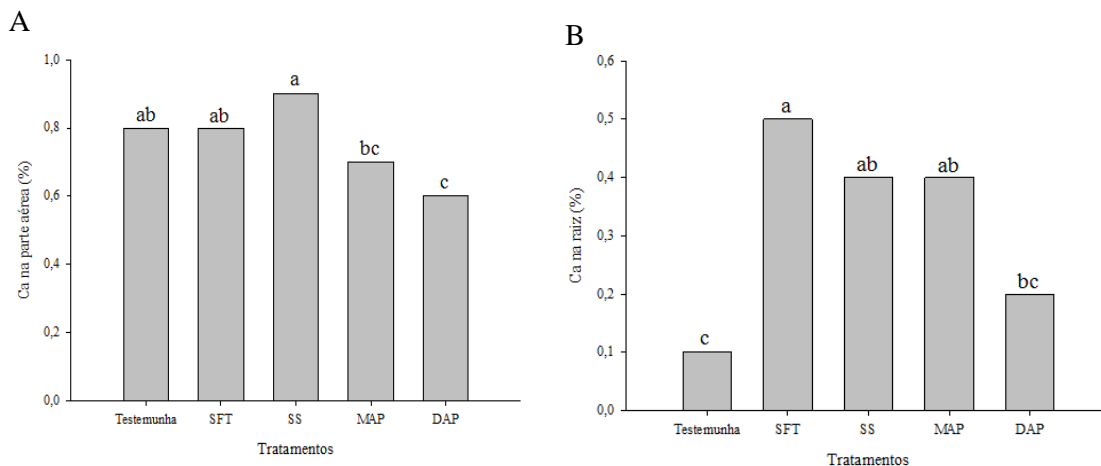 A
1,0
0,8
0,6
0,4
0,2
0,0
Ca na parte aérea (%)
ab
ab
a
bc
c
Testemunha SFT SS MAP DAP
Tratamentos
B
0,6
0,5
0,4
0,3
0,2
0,1
0,0
Ca na raiz (%)
c
a
ab
ab
bc
Testemunha SFT SS MAP DAP
Tratamentos